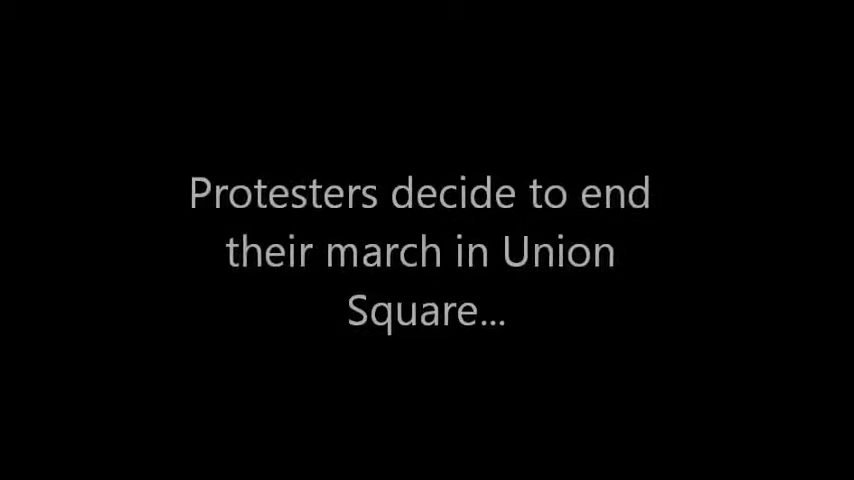 Protesters decide to end
their march in Union
Square...